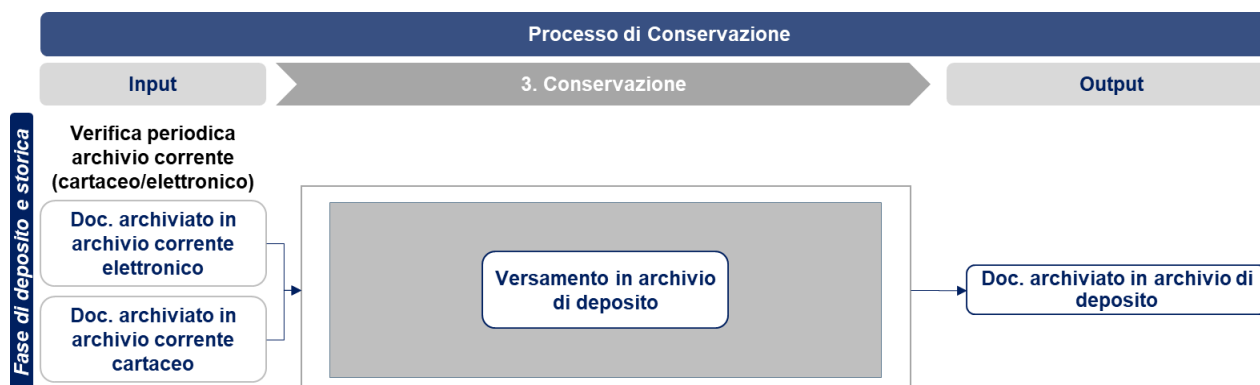 Processo di Conservazione
Input
3. Conservazione
Output
Fase di deposito e storica
Verifica periodica
archivio corrente
(cartaceo/elettronico)
Doc. archiviato in
archivio corrente
elettronico
Doc. archiviato in
archivio corrente
cartaceo
Versamento in archivio
di deposito
Doc. archiviato in archivio di
deposito